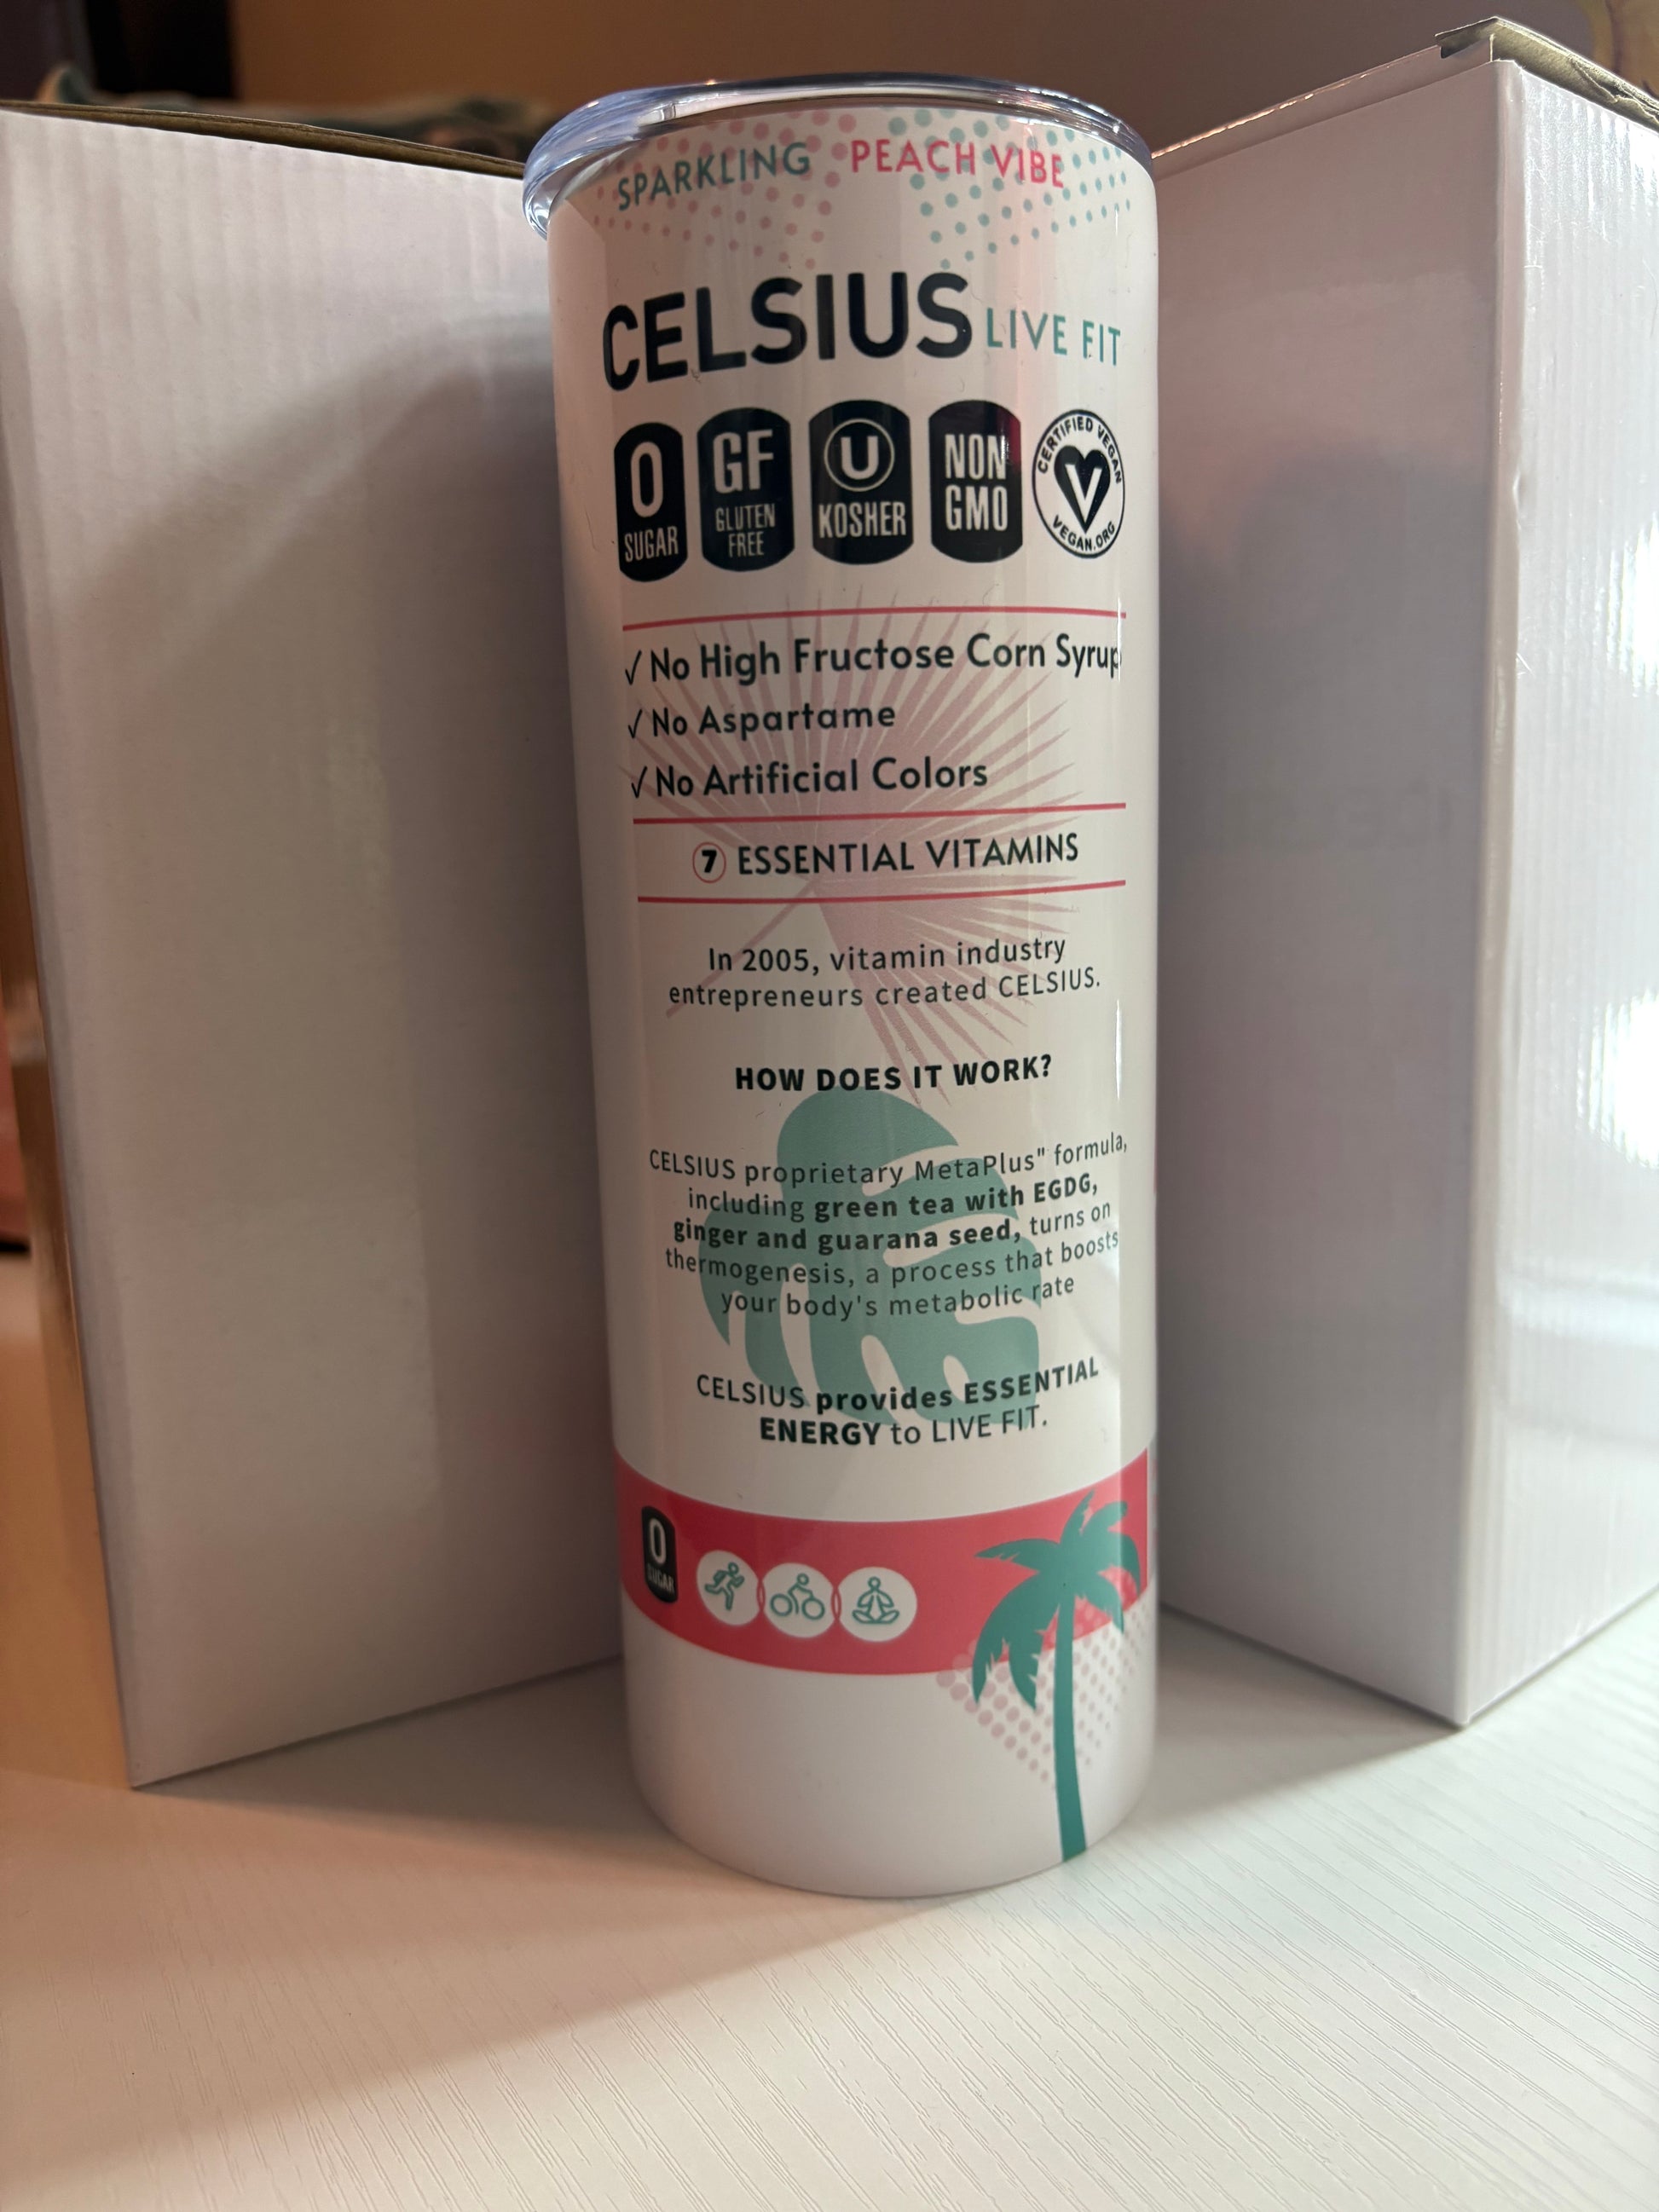 SPARKLING PEACH VIBE
CELSIUS LIVE FIT
0
SUGAR
GF
GLUTEN
FREE
U
KOSHER
NON
GMO
CERTIFIED VEGAN
V
VEGAN.ORG
✓ No High Fructose Corn Syrup
✓ No Aspartame
✓ No Artificial Colors
7 ESSENTIAL VITAMINS
In 2005, vitamin industry
entrepreneurs created CELSIUS.
HOW DOES IT WORK?
CELSIUS proprietary MetaPlus" formula,
including green tea with EGDG,
ginger and guarana seed, turns on
thermogenesis, a process that boosts
your body's metabolic rate
CELSIUS provides ESSENTIAL
ENERGY to LIVE FIT.
0
SUGAR